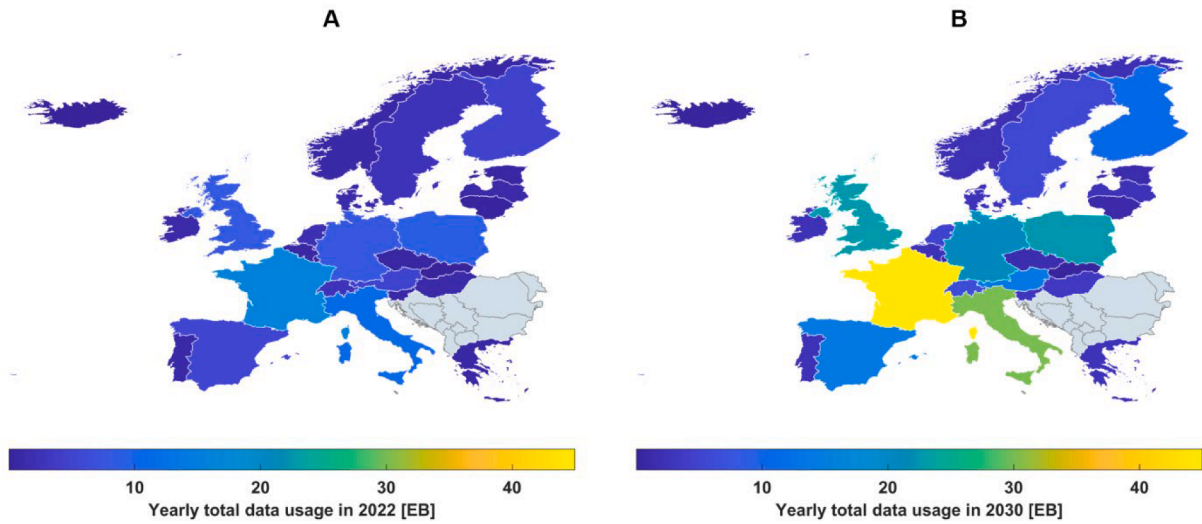 A
B
10 20 30 40
Yearly total data usage in 2022 [EB]
10 20 30 40
Yearly total data usage in 2030 [EB]